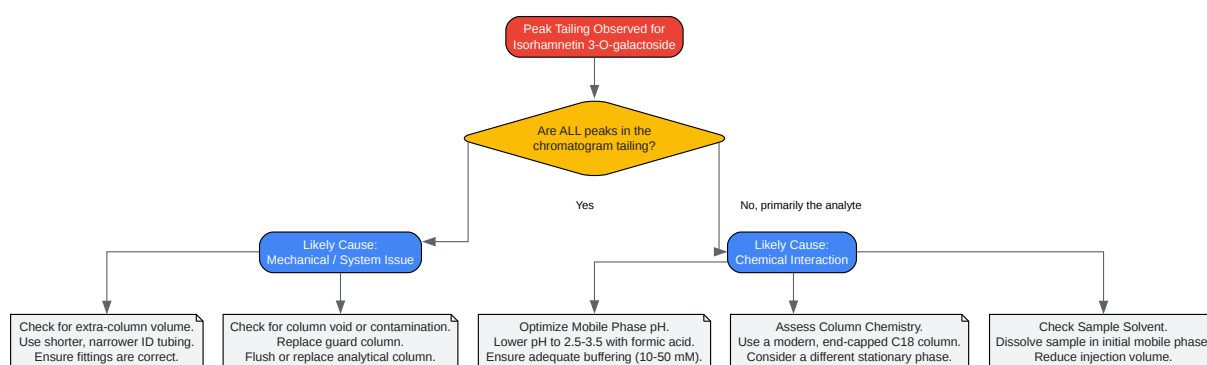 Peak Tailing Observed for
Isorhamnetin 3-O-galactoside
Are ALL peaks in the
chromatogram tailing?
Yes
No, primarily the analyte
Likely Cause:
Mechanical / System Issue
Likely Cause:
Chemical Interaction
Check for extra-column volume.
Use shorter, narrower ID tubing.
Ensure fittings are correct.
Check for column void or contamination.
Replace guard column.
Flush or replace analytical column.
Optimize Mobile Phase pH.
Lower pH to 2.5-3.5 with formic acid.
Ensure adequate buffering (10-50 mM).
Assess Column Chemistry.
Use a modern, end-capped C18 column.
Consider a different stationary phase.
Check Sample Solvent.
Dissolve sample in initial mobile phase
Reduce injection volume.